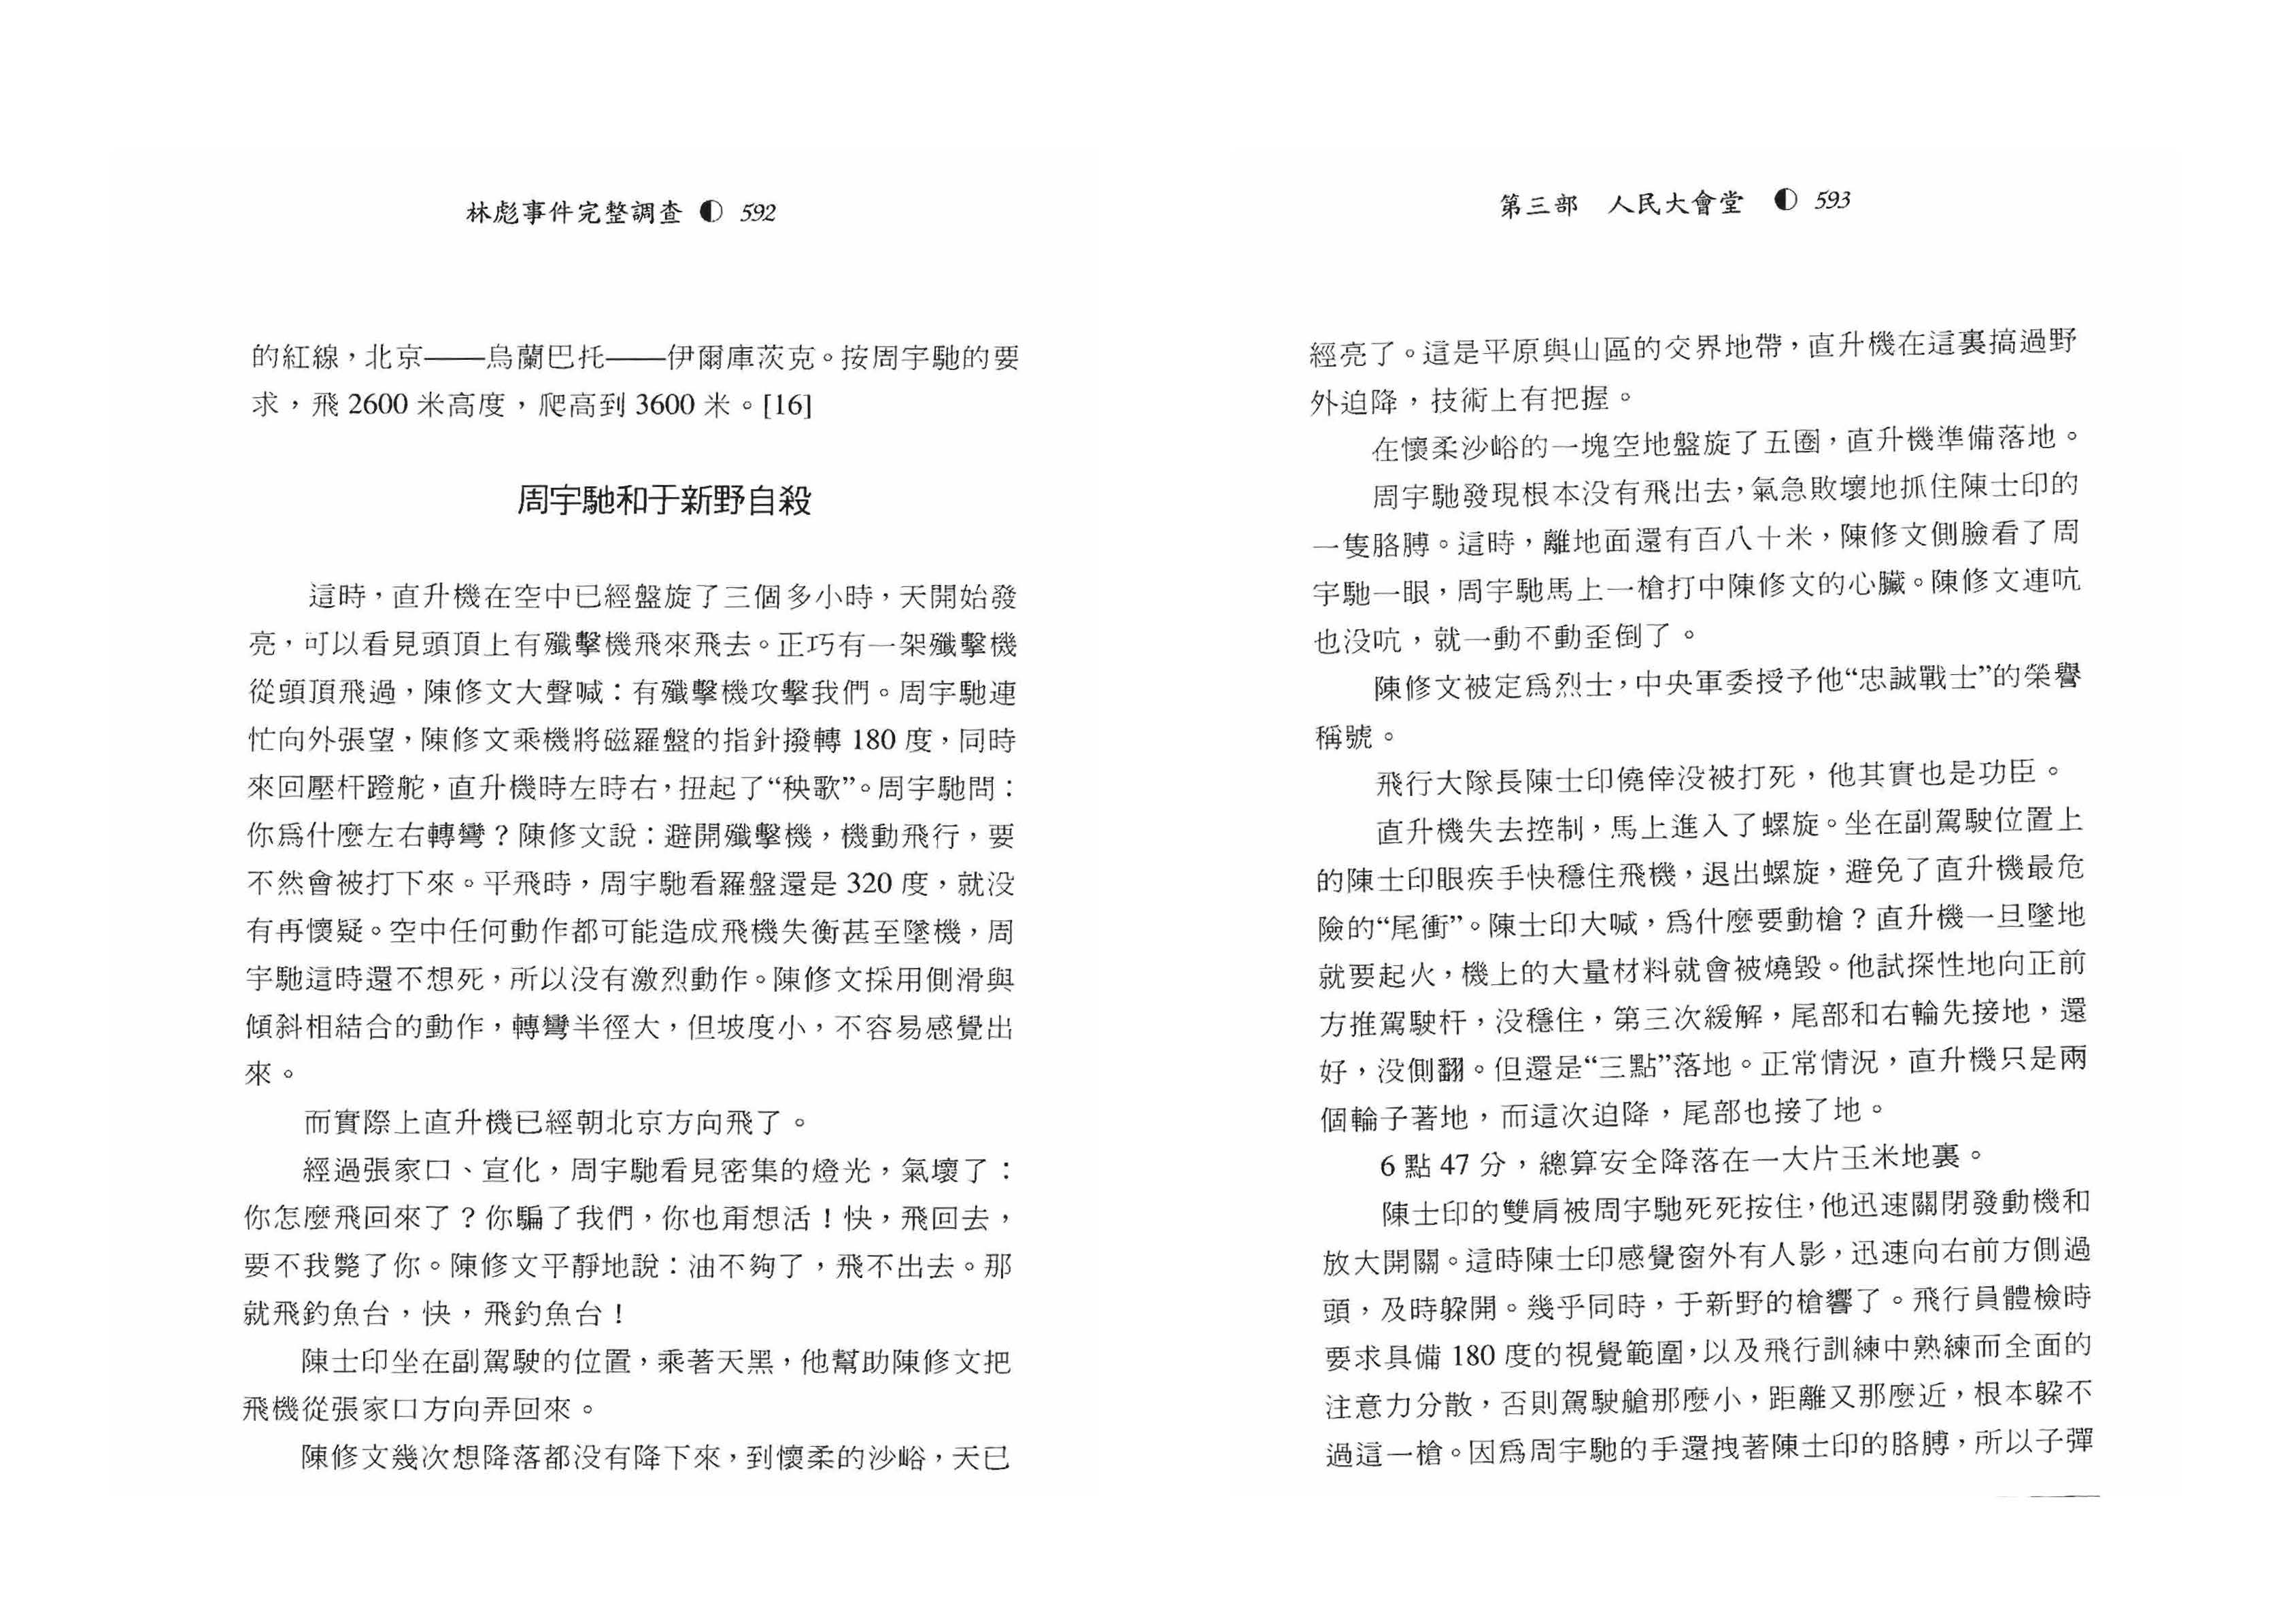 林彪事件完整調查 ◐ 592
的紅線，北京——烏蘭巴托——伊爾庫茨克。按周宇馳的要
求，飛 2600 米高度，爬高到 3600 米。[16]
周宇馳和于新野自殺
這時，直升機在空中已經盤旋了三個多小時，天開始發
亮，可以看見頭頂上有殲擊機飛來飛去。正巧有一架殲擊機
從頭頂飛過，陳修文大聲喊：有殲擊機攻擊我們。周宇馳連
忙向外張望，陳修文乘機將磁羅盤的指針撥轉 180 度，同時
來回壓杆蹬舵，直升機時左時右，扭起了“秧歌”。周宇馳問：
你爲什麼左右轉彎？陳修文說：避開殲擊機，機動飛行，要
不然會被打下來。平飛時，周宇馳看羅盤還是 320 度，就没
有再懷疑。空中任何動作都可能造成飛機失衡甚至墜機，周
宇馳這時還不想死，所以没有激烈動作。陳修文採用側滑與
傾斜相結合的動作，轉彎半徑大，但坡度小，不容易感覺出
來。
而實際上直升機已經朝北京方向飛了。
經過張家口、宣化，周宇馳看見密集的燈光，氣壞了：
你怎麼飛回來了？你騙了我們，你也甭想活！快，飛回去，
要不我斃了你。陳修文平靜地說：油不夠了，飛不出去。那
就飛釣魚台，快，飛釣魚台！
陳士印坐在副駕駛的位置，乘著天黑，他幫助陳修文把
飛機從張家口方向弄回來。
陳修文幾次想降落都没有降下來，到懷柔的沙峪，天已
第三部　人民大會堂 ◐ 593
經亮了。這是平原與山區的交界地帶，直升機在這裏搞過野
外迫降，技術上有把握。
在懷柔沙峪的一塊空地盤旋了五圈，直升機準備落地。
周宇馳發現根本没有飛出去，氣急敗壞地抓住陳士印的
一隻胳膊。這時，離地面還有百八十米，陳修文側臉看了周
宇馳一眼，周宇馳馬上一槍打中陳修文的心臟。陳修文連吭
也没吭，就一動不動歪倒了。
陳修文被定爲烈士，中央軍委授予他“忠誠戰士”的榮譽
稱號。
飛行大隊長陳士印僥倖没被打死，他其實也是功臣。
直升機失去控制，馬上進入了螺旋。坐在副駕駛位置上
的陳士印眼疾手快穩住飛機，退出螺旋，避免了直升機最危
險的“尾衝”。陳士印大喊，爲什麼要動槍？直升機一旦墜地
就要起火，機上的大量材料就會被燒毀。他試探性地向正前
方推駕駛杆，没穩住，第三次緩解，尾部和右輪先接地，還
好，没側翻。但還是“三點”落地。正常情況，直升機只是兩
個輪子著地，而這次迫降，尾部也接了地。
6 點 47 分，總算安全降落在一大片玉米地裏。
陳士印的雙肩被周宇馳死死按住，他迅速關閉發動機和
放大開關。這時陳士印感覺窗外有人影，迅速向右前方側過
頭，及時躲開。幾乎同時，于新野的槍響了。飛行員體檢時
要求具備 180 度的視覺範圍，以及飛行訓練中熟練而全面的
注意力分散，否則駕駛艙那麼小，距離又那麼近，根本躲不
過這一槍。因爲周宇馳的手還拽著陳士印的胳膊，所以子彈